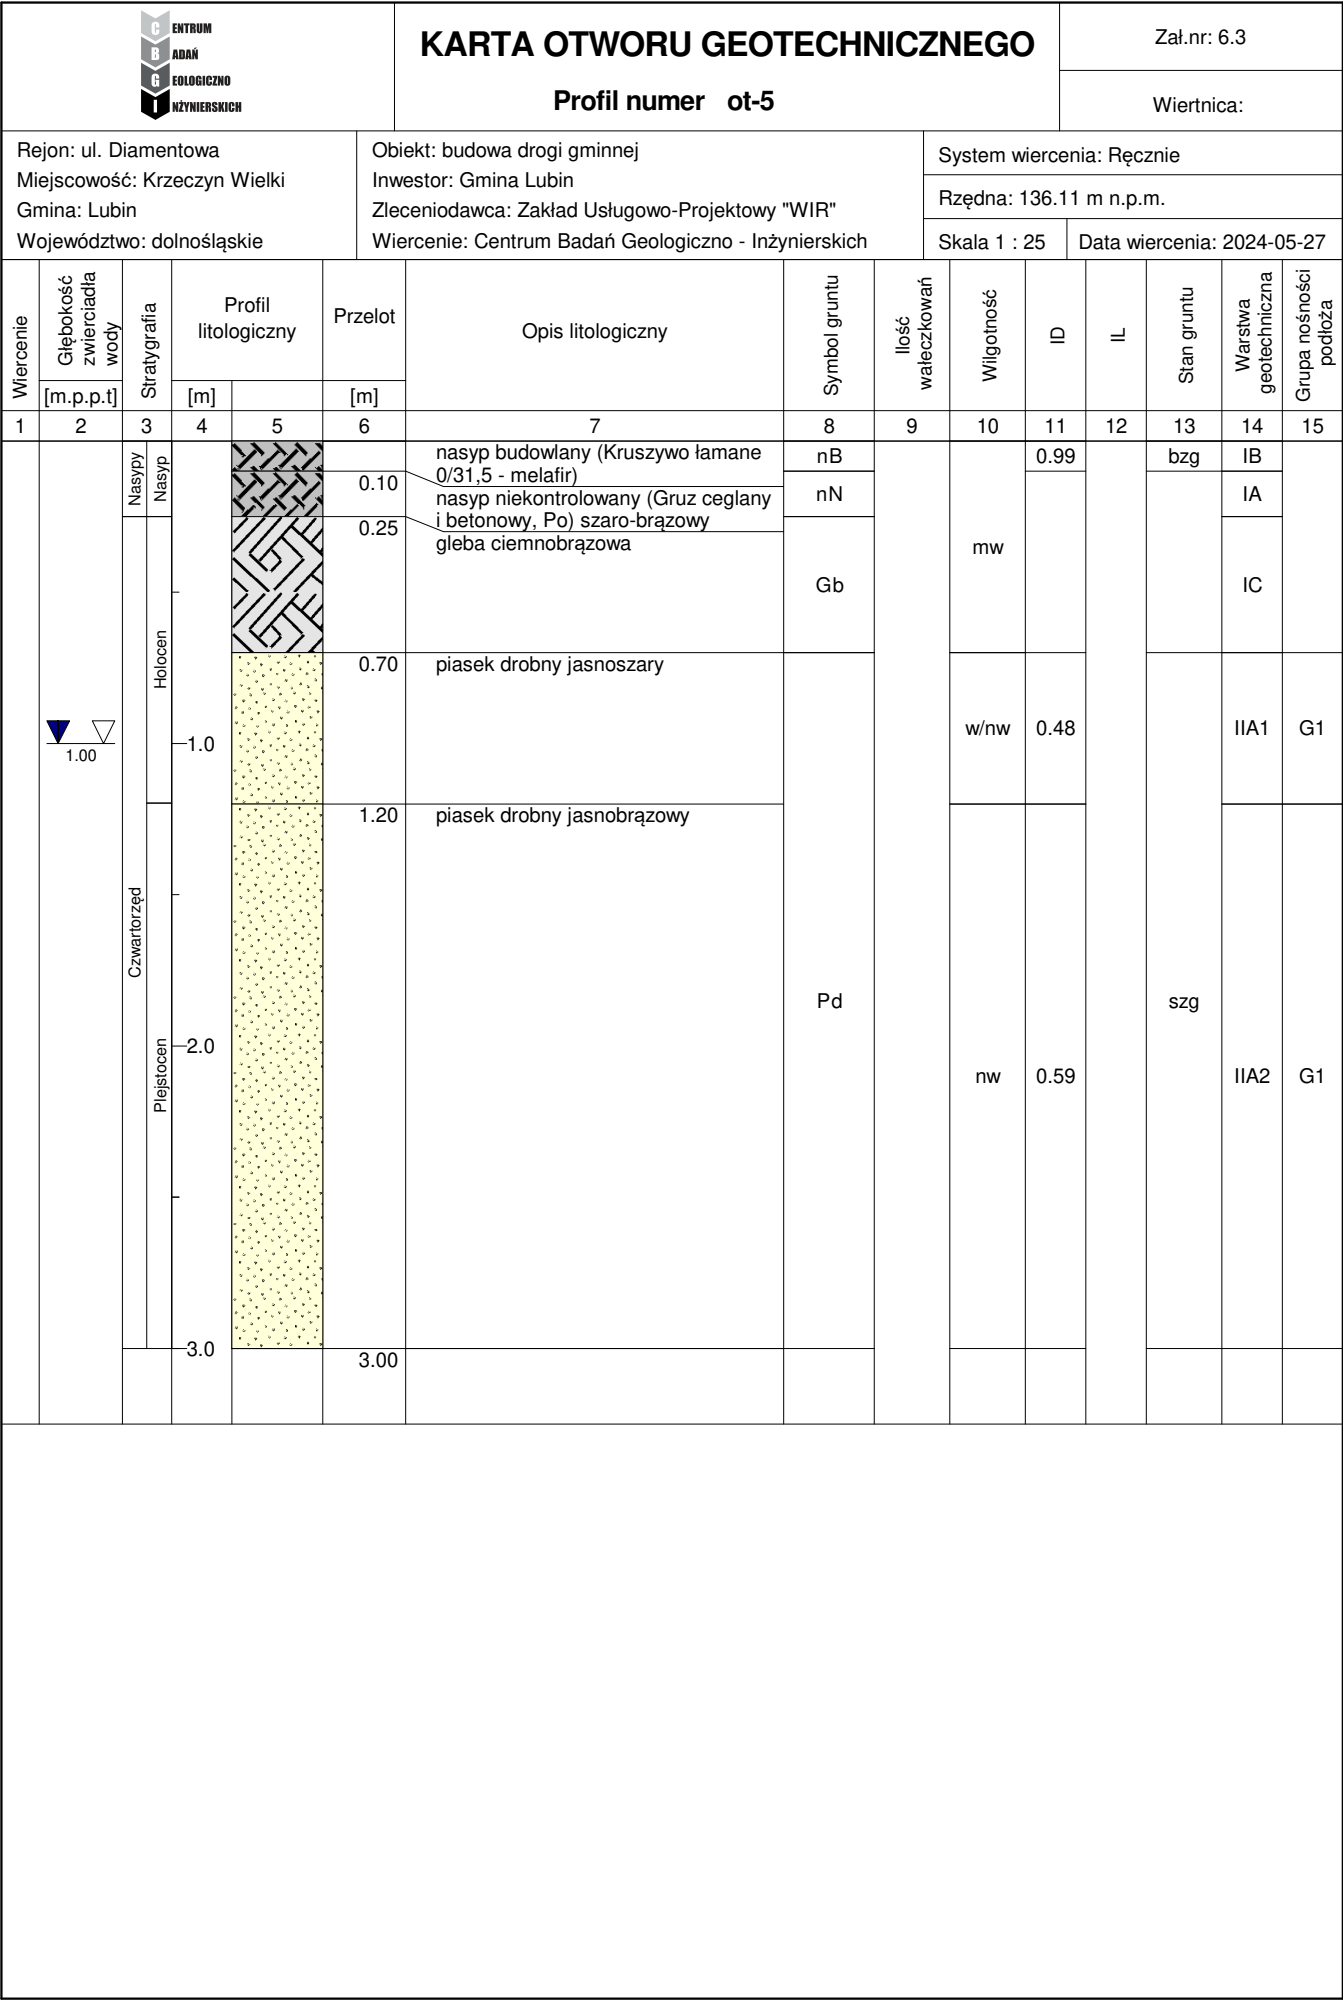 CENTRUM
BADAŃ
GEOLOGICZNO
INŻYNIERSKICH
KARTA OTWORU GEOTECHNICZNEGO
Profil numer ot-5
Zał.nr: 6.3
Wiertnica:
Rejon: ul. Diamentowa
Miejscowość: Krzeczyn Wielki
Gmina: Lubin
Województwo: dolnośląskie
Obiekt: budowa drogi gminnej
Inwestor: Gmina Lubin
Zleceniodawca: Zakład Usługowo-Projektowy "WIR"
Wiercenie: Centrum Badań Geologiczno - Inżynierskich
System wiercenia: Ręcznie
Rzędna: 136.11 m n.p.m.
Skala 1 : 25
Data wiercenia: 2024-05-27
Wiercenie
Głębokość
zwierciadła
wody
[m.p.p.t]
Stratygrafia
Profil
litologiczny
[m]
Przelot
[m]
Opis litologiczny
Symbol gruntu
Ilość
wałeczkowań
Wilgotność
ID
IL
Stan gruntu
Warstwa
geotechniczna
Grupa nośności
podłoża
1 2 3 4 5 6 7 8 9 10 11 12 13 14 15
Nasypy
Nasyp
nasyp budowlany (Kruszywo łamane
0/31,5 - melafir)
nB
0.99
bzg
IB
0.10
nasyp niekontrolowany (Gruz ceglany
i betonowy, Po) szaro-brązowy
nN
IA
0.25
gleba ciemnobrązowa
mw
Gb
IC
Holocen
0.70
piasek drobny jasnoszary
w/nw
0.48
IIA1
G1
1.00
1.0
1.20
piasek drobny jasnobrązowy
Czwartorzęd
Pd
szg
2.0
Plejstocen
nw
0.59
IIA2
G1
3.0
3.00